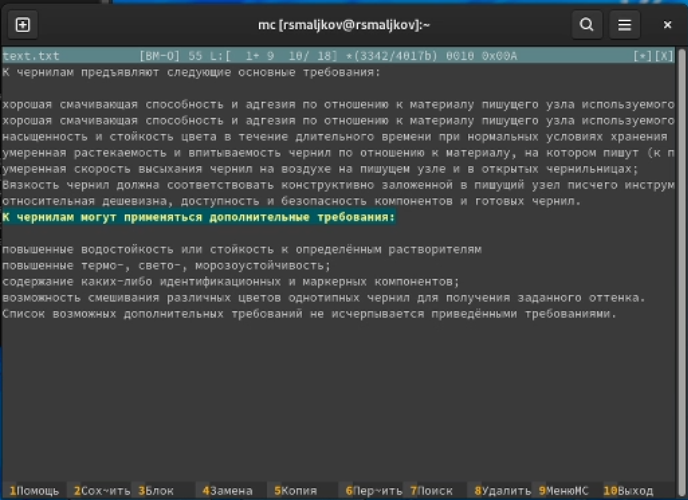 mc [rsmaljkov@rsmaljkov]:~
text.txt [BM-O] 55 L:[ 1+ 9 10/ 18] *(3342/4017b) 0010 0x00A [*][X]
К чернилам предъявляют следующие основные требования:
хорошая смачивающая способность и адгезия по отношению к материалу пишущего узла используемого
хорошая смачивающая способность и адгезия по отношению к материалу пишущего узла используемого
насыщенность и стойкость цвета в течение длительного времени при нормальных условиях хранения
умеренная растекаемость и впитываемость чернил по отношению к материалу, на котором пишут (к п
умеренная скорость высыхания чернил на воздухе на пишущем узле и в открытых чернильницах;
Вязкость чернил должна соответствовать конструктивно заложенной в пишущий узел писчего инструм
относительная дешевизна, доступность и безопасность компонентов и готовых чернил.
К чернилам могут применяться дополнительные требования:
повышенные водостойкость или стойкость к определённым растворителям
повышенные термо-, свето-, морозоустойчивость;
содержание каких-либо идентификационных и маркерных компонентов;
возможность смешивания различных цветов однотипных чернил для получения заданного оттенка.
Список возможных дополнительных требований не исчерпывается приведёнными требованиями.
1Помощь 2Сох~ить 3Блок 4Замена 5Копия 6Пер~ить 7Поиск 8Удалить 9МенюMC 10Выход